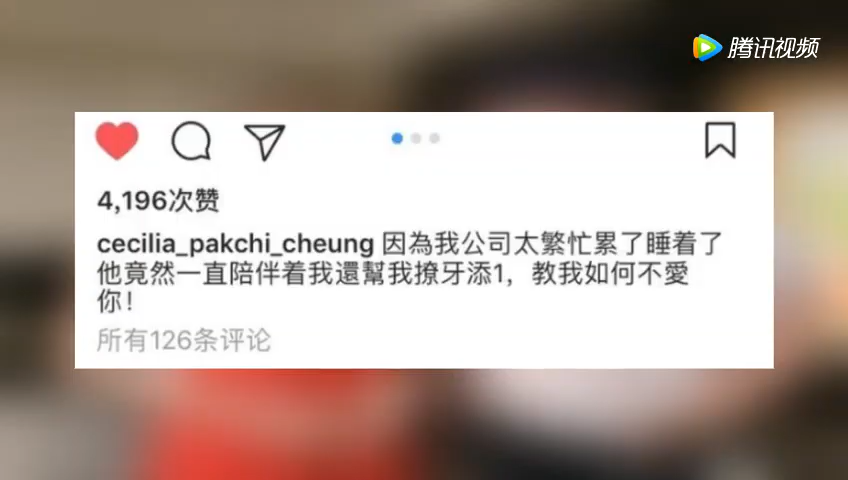 腾讯视频
4,196次赞
cecilia_pakchi_cheung 因為我公司太繁忙累了睡着了
他竟然一直陪伴着我還幫我撩牙添1，教我如何不愛
你！
所有126条评论